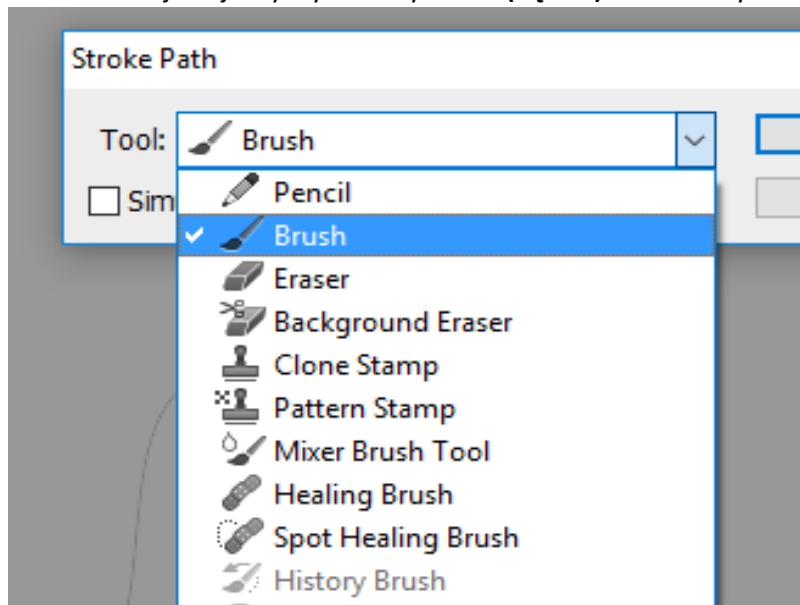 Stroke Path
Tool: Brush
Sim
Pencil
Brush
Eraser
Background Eraser
Clone Stamp
Pattern Stamp
Mixer Brush Tool
Healing Brush
Spot Healing Brush
History Brush